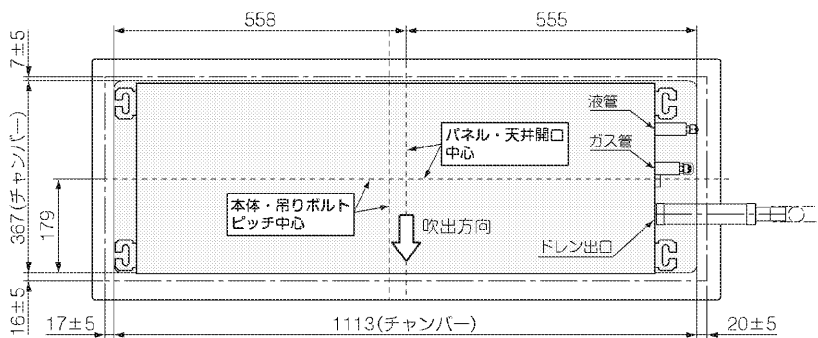 558
555
7±5
367(チャンバー)
179
16±5
液管
ガス管
パネル・天井開口
中心
本体・吊りボルト
ピッチ中心
吹出方向
ドレン出口
17±5
1113(チャンバー)
20±5